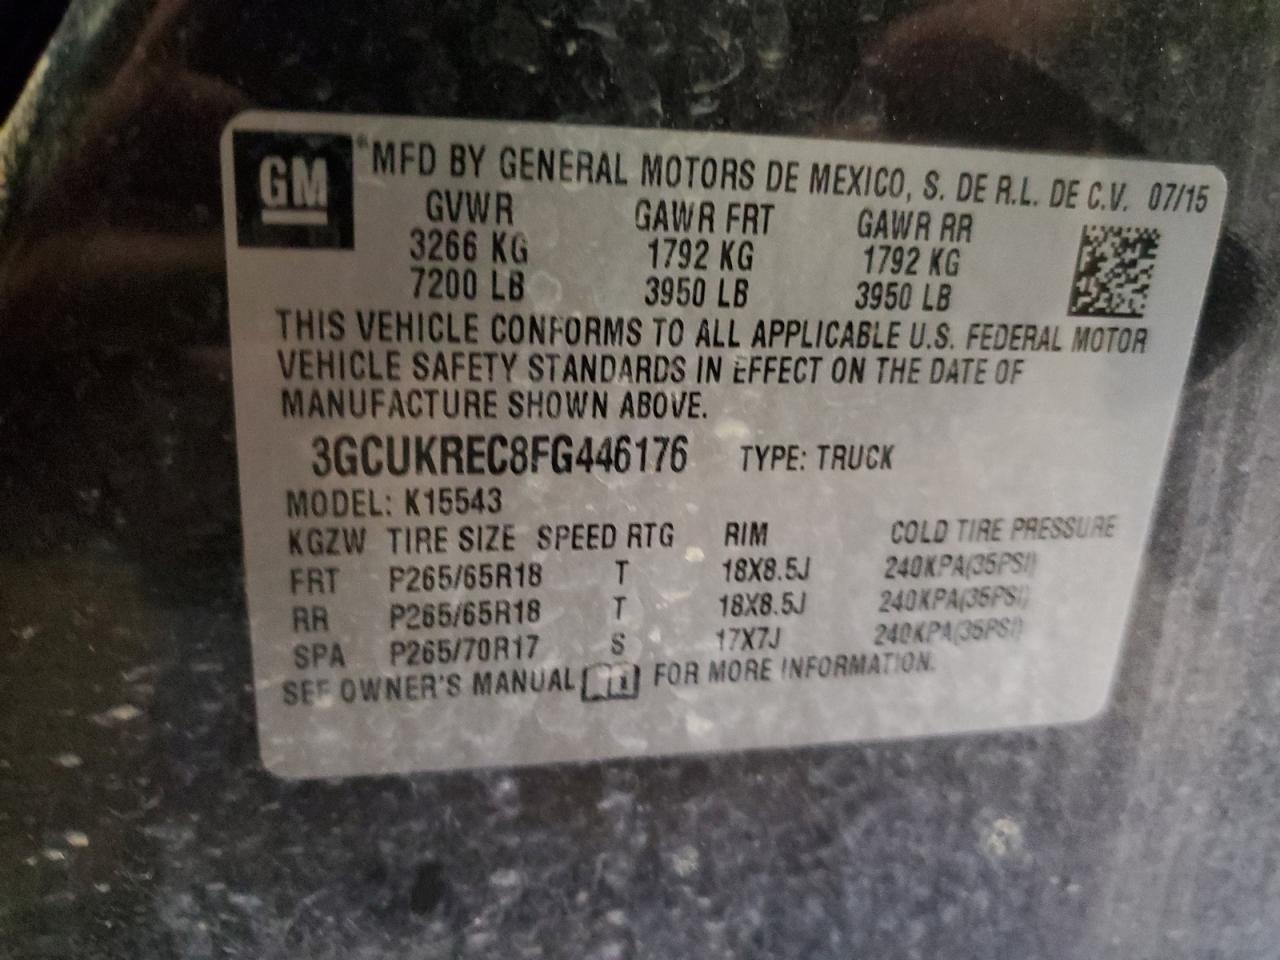 GM
®MFD BY GENERAL MOTORS DE MEXICO, S. DE R.L. DE C.V. 07/15
GVWR GAWR FRT GAWR RR
3266 KG 1792 KG 1792 KG
7200 LB 3950 LB 3950 LB
THIS VEHICLE CONFORMS TO ALL APPLICABLE U.S. FEDERAL MOTOR
VEHICLE SAFETY STANDARDS IN EFFECT ON THE DATE OF
MANUFACTURE SHOWN ABOVE.
3GCUKREC8FG446176 TYPE: TRUCK
MODEL: K15543
KGZW TIRE SIZE SPEED RTG RIM COLD TIRE PRESSURE
FRT P265/65R18 T 18X8.5J 240KPA(35PSI)
RR P265/65R18 T 18X8.5J 240KPA(35PSI)
SPA P265/70R17 S 17X7J 240KPA(35PSI)
SEE OWNER'S MANUAL FOR MORE INFORMATION.